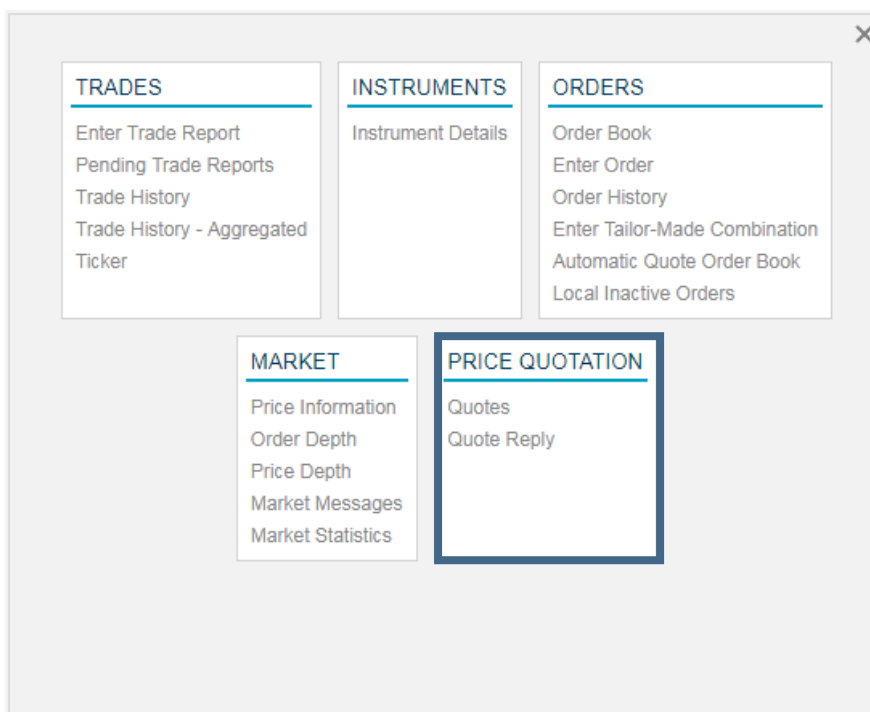 TRADES
Enter Trade Report
Pending Trade Reports
Trade History
Trade History - Aggregated
Ticker
INSTRUMENTS
Instrument Details
ORDERS
Order Book
Enter Order
Order History
Enter Tailor-Made Combination
Automatic Quote Order Book
Local Inactive Orders
MARKET
Price Information
Order Depth
Price Depth
Market Messages
Market Statistics
PRICE QUOTATION
Quotes
Quote Reply